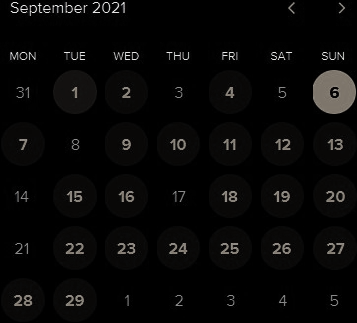 September 2021
MON TUE WED THU FRI SAT SUN
31 1 2 3 4 5 6
7 8 9 10 11 12 13
14 15 16 17 18 19 20
21 22 23 24 25 26 27
28 29 1 2 3 4 5